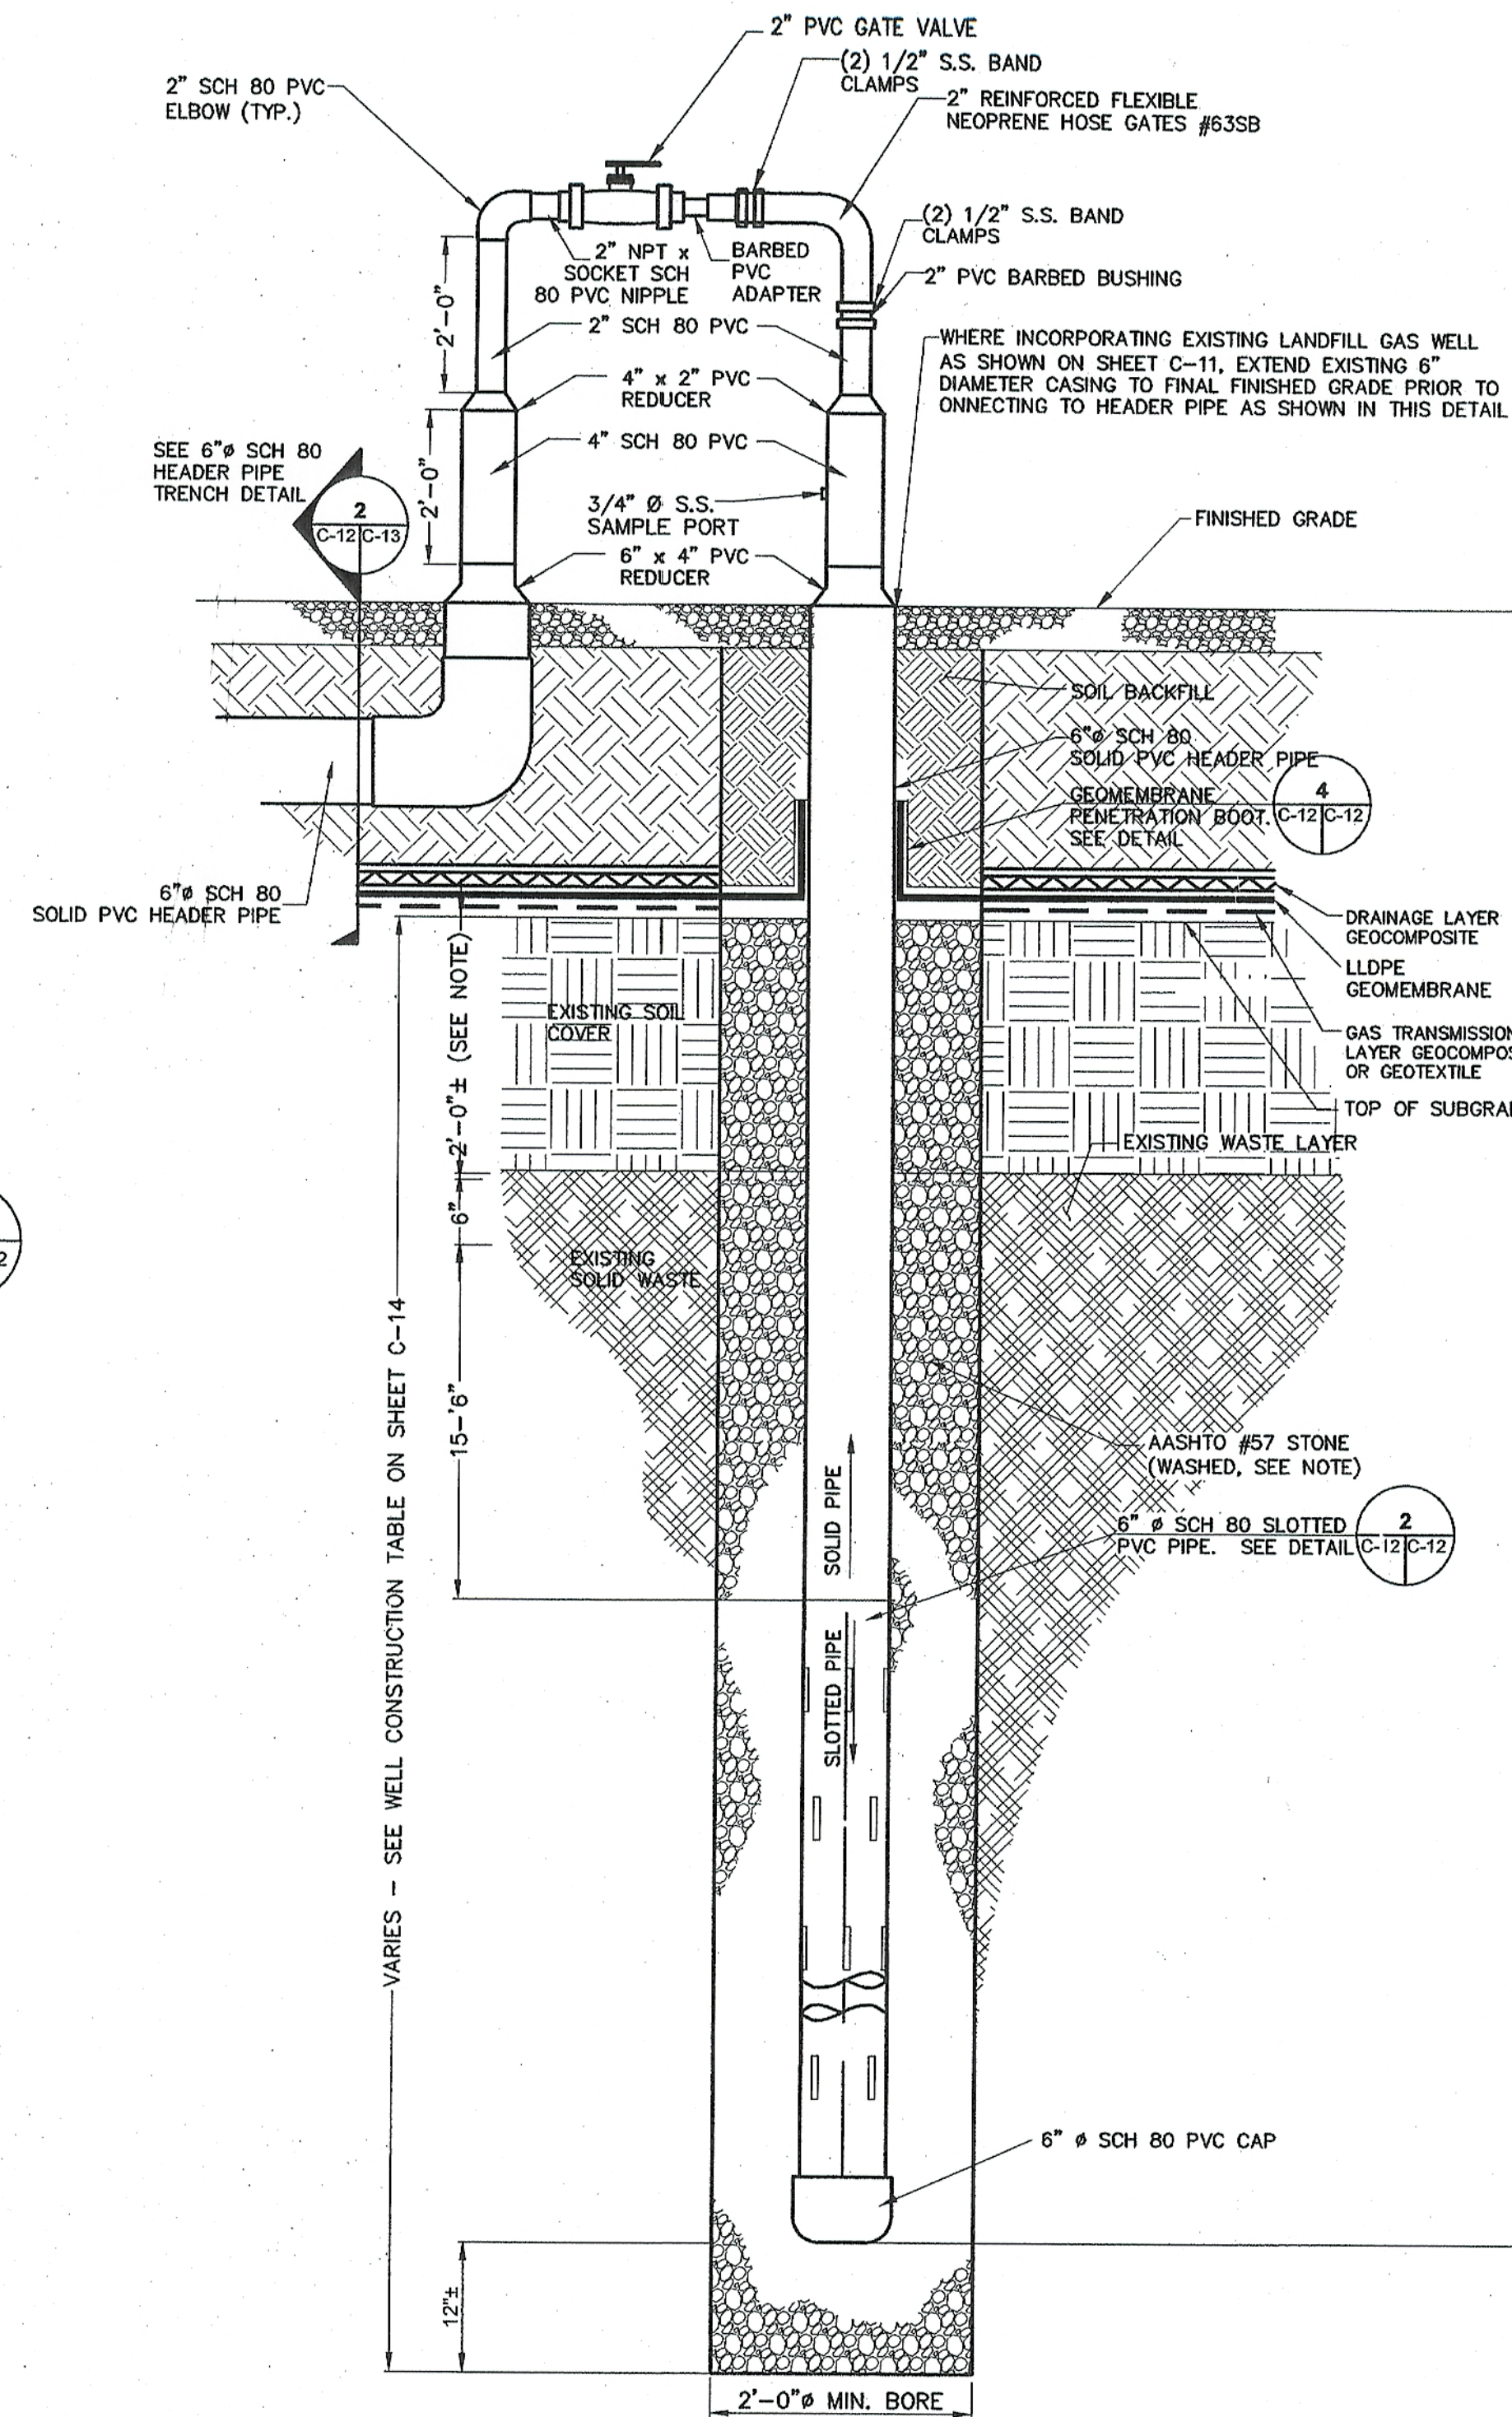 2" PVC GATE VALVE
(2) 1/2" S.S. BAND
CLAMPS
2" SCH 80 PVC
ELBOW (TYP.)
2" REINFORCED FLEXIBLE
NEOPRENE HOSE GATES #63SB
(2) 1/2" S.S. BAND
CLAMPS
2" NPT x
SOCKET SCH
80 PVC NIPPLE
BARBED
PVC
ADAPTER
2" PVC BARBED BUSHING
2'-0"
2" SCH 80 PVC
WHERE INCORPORATING EXISTING LANDFILL GAS WELL
AS SHOWN ON SHEET C-11, EXTEND EXISTING 6"
DIAMETER CASING TO FINAL FINISHED GRADE PRIOR TO
ONNECTING TO HEADER PIPE AS SHOWN IN THIS DETAIL
4" x 2" PVC
REDUCER
4" SCH 80 PVC
SEE 6"ø SCH 80
HEADER PIPE
TRENCH DETAIL
2
C-12 C-13
2'-0"
3/4" Ø S.S.
SAMPLE PORT
FINISHED GRADE
6" x 4" PVC
REDUCER
SOIL BACKFILL
6"ø SCH 80
SOLID PVC HEADER PIPE
GEOMEMBRANE
PENETRATION BOOT.
SEE DETAIL
4
C-12 C-12
6"ø SCH 80
SOLID PVC HEADER PIPE
DRAINAGE LAYER
GEOCOMPOSITE
LLDPE
GEOMEMBRANE
GAS TRANSMISSION
LAYER GEOCOMPOS
OR GEOTEXTILE
TOP OF SUBGRA
EXISTING SOIL
COVER
2'-0"± (SEE NOTE)
EXISTING WASTE LAYER
6"
EXISTING
SOLID WASTE
2
15-'6"
VARIES - SEE WELL CONSTRUCTION TABLE ON SHEET C-14
AASHTO #57 STONE
(WASHED, SEE NOTE)
SOLID PIPE
6" ø SCH 80 SLOTTED
PVC PIPE. SEE DETAIL
2
C-12 C-12
SLOTTED PIPE
6" ø SCH 80 PVC CAP
12"±
2'-0"ø MIN. BORE